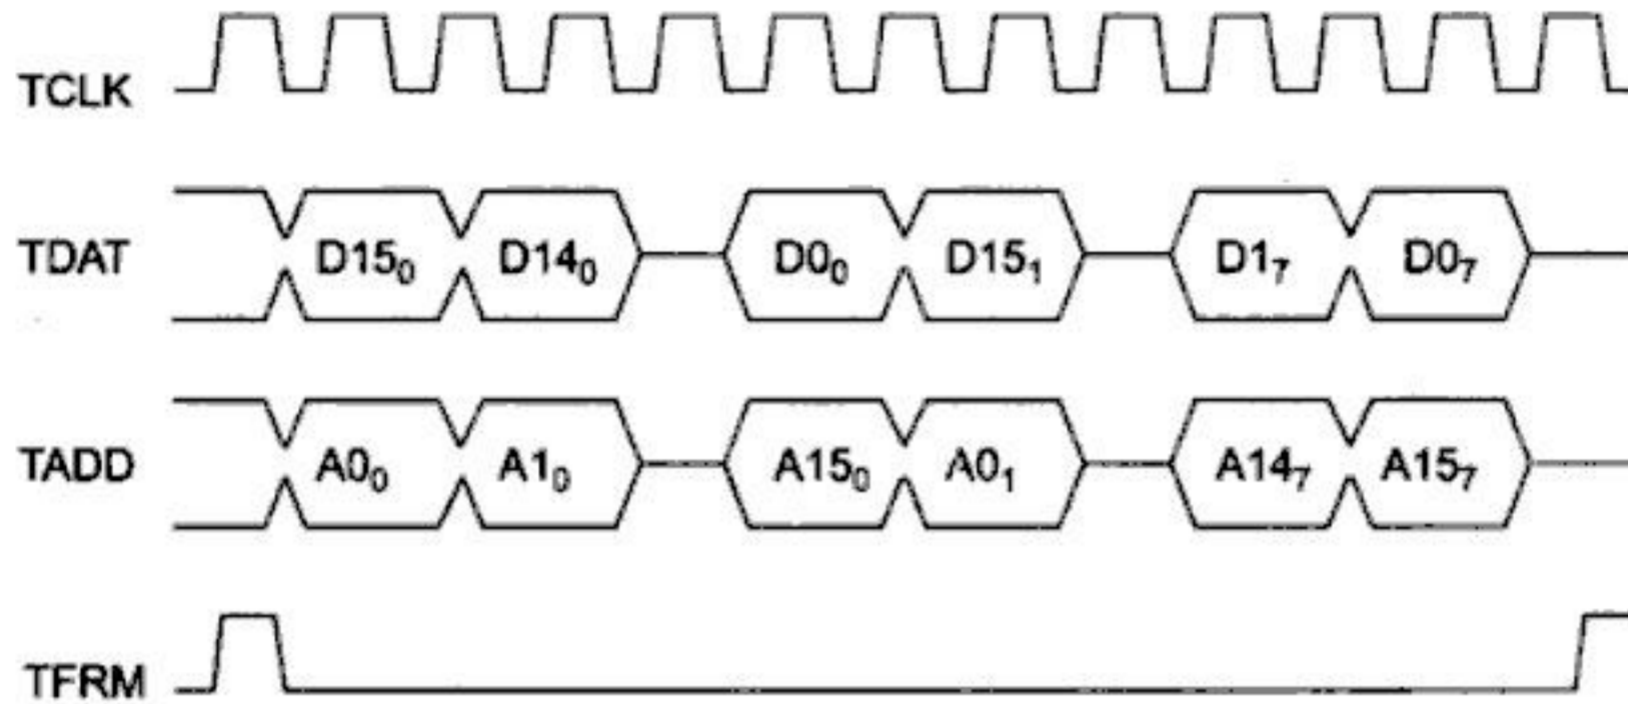 TCLK
TDAT D15₀ D14₀ D0₀ D15₁ D1₇ D0₇
TADD A0₀ A1₀ A15₀ A0₁ A14₇ A15₇
TFRM